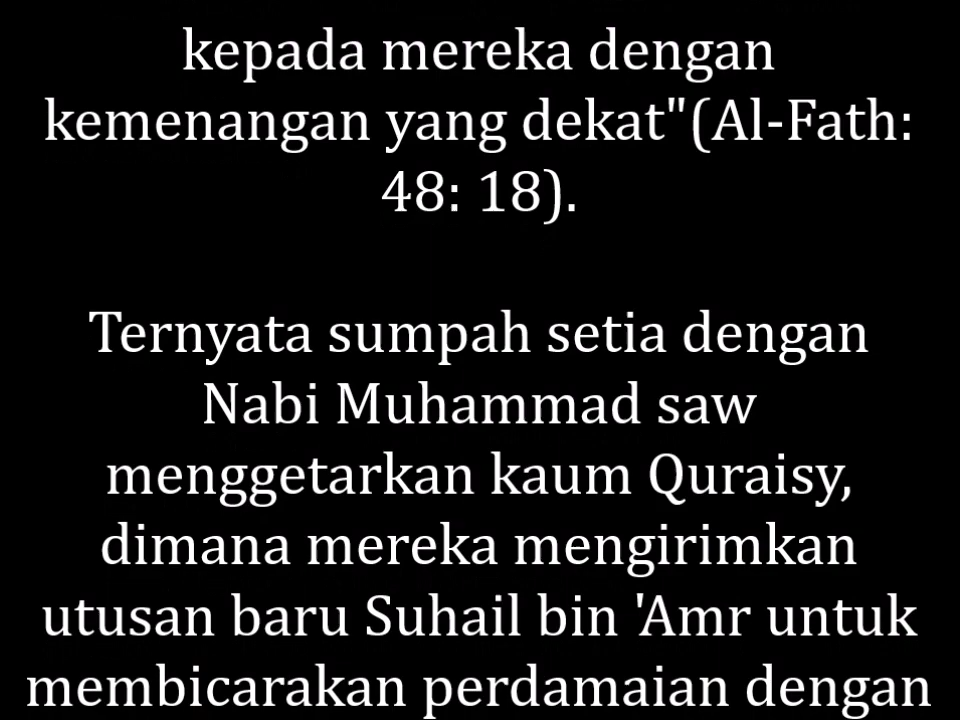 kepada mereka dengan
kemenangan yang dekat"(Al-Fath:
48: 18).
Ternyata sumpah setia dengan
Nabi Muhammad saw
menggetarkan kaum Quraisy,
dimana mereka mengirimkan
utusan baru Suhail bin 'Amr untuk
membicarakan perdamaian dengan